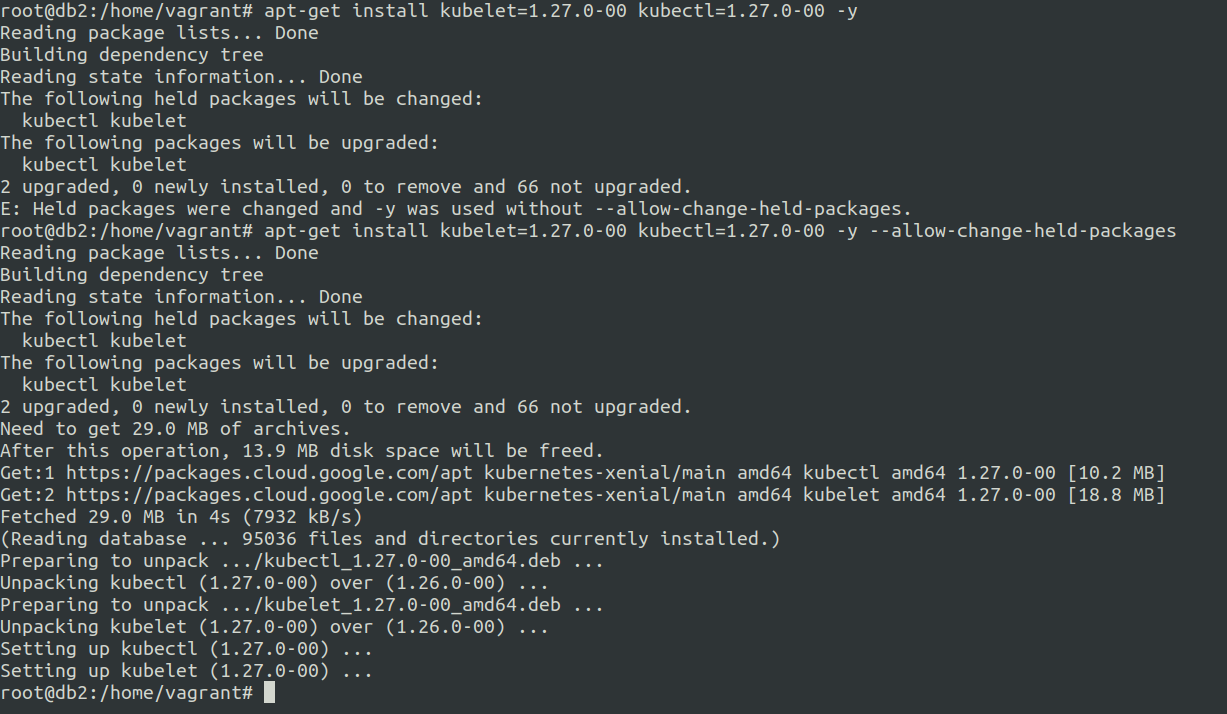 root@db2:/home/vagrant# apt-get install kubelet=1.27.0-00 kubectl=1.27.0-00 -y
Reading package lists... Done
Building dependency tree
Reading state information... Done
The following held packages will be changed:
  kubectl kubelet
The following packages will be upgraded:
  kubectl kubelet
2 upgraded, 0 newly installed, 0 to remove and 66 not upgraded.
E: Held packages were changed and -y was used without --allow-change-held-packages.
root@db2:/home/vagrant# apt-get install kubelet=1.27.0-00 kubectl=1.27.0-00 -y --allow-change-held-packages
Reading package lists... Done
Building dependency tree
Reading state information... Done
The following held packages will be changed:
  kubectl kubelet
The following packages will be upgraded:
  kubectl kubelet
2 upgraded, 0 newly installed, 0 to remove and 66 not upgraded.
Need to get 29.0 MB of archives.
After this operation, 13.9 MB disk space will be freed.
Get:1 https://packages.cloud.google.com/apt kubernetes-xenial/main amd64 kubectl amd64 1.27.0-00 [10.2 MB]
Get:2 https://packages.cloud.google.com/apt kubernetes-xenial/main amd64 kubelet amd64 1.27.0-00 [18.8 MB]
Fetched 29.0 MB in 4s (7932 kB/s)
(Reading database ... 95036 files and directories currently installed.)
Preparing to unpack .../kubectl_1.27.0-00_amd64.deb ...
Unpacking kubectl (1.27.0-00) over (1.26.0-00) ...
Preparing to unpack .../kubelet_1.27.0-00_amd64.deb ...
Unpacking kubelet (1.27.0-00) over (1.26.0-00) ...
Setting up kubectl (1.27.0-00) ...
Setting up kubelet (1.27.0-00) ...
root@db2:/home/vagrant#